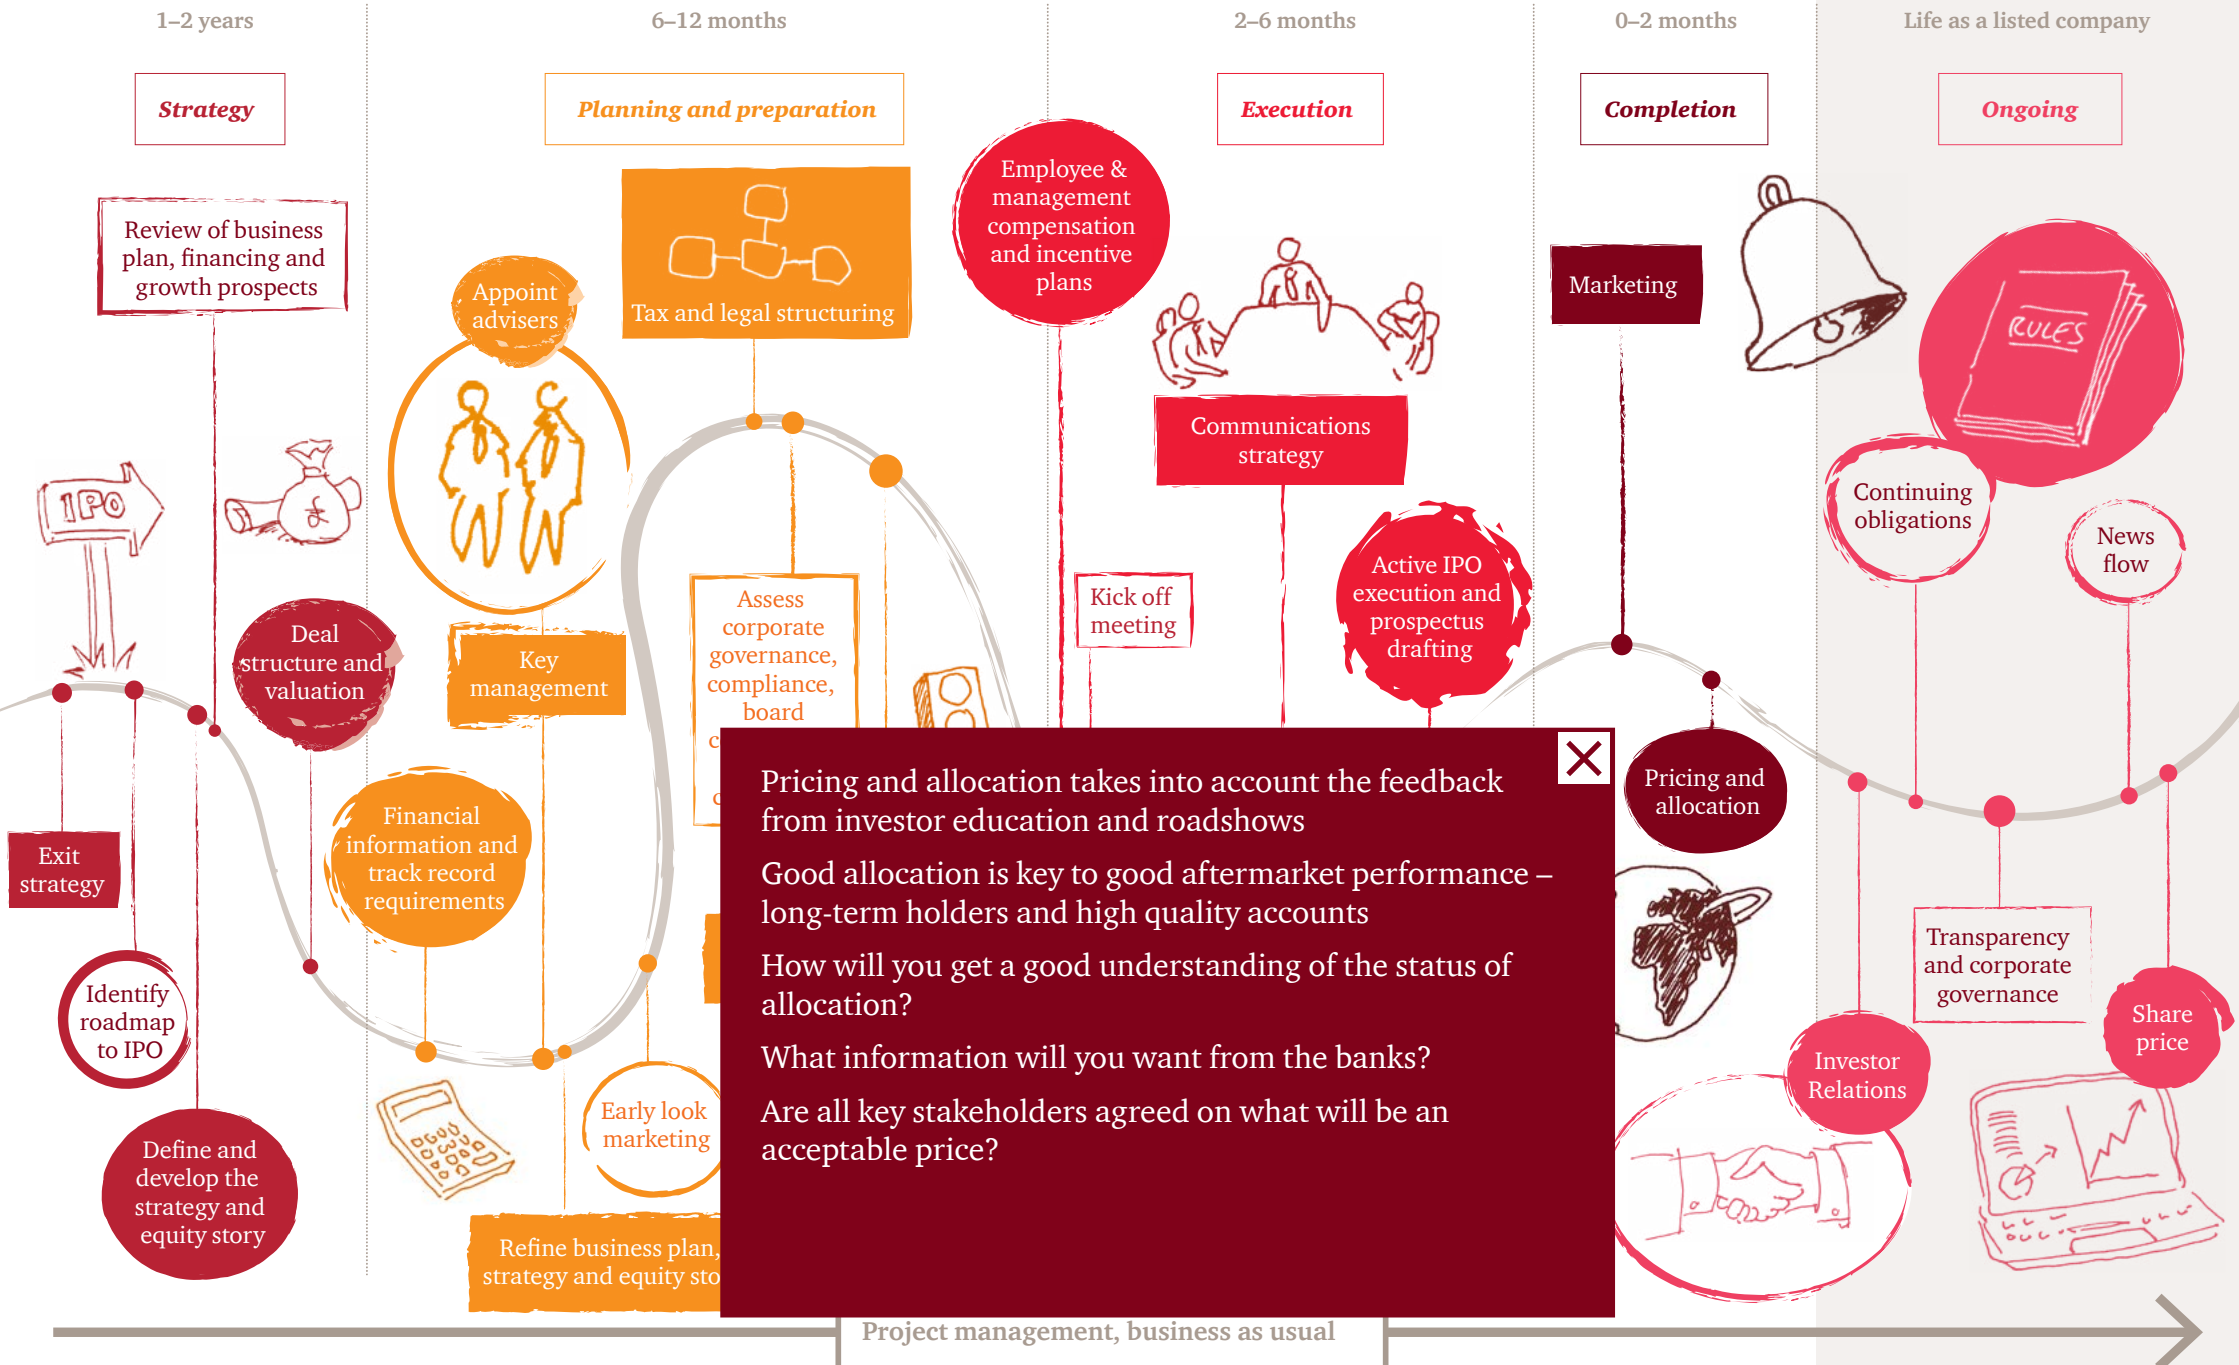 1–2 years
6–12 months
2–6 months
0–2 months
Life as a listed company
Strategy
Planning and preparation
Execution
Completion
Ongoing
Review of business
plan, financing and
growth prospects
IPO
Deal
structure and
valuation
Exit
strategy
Identify
roadmap
to IPO
Define and
develop the
strategy and
equity story
Appoint
advisers
Tax and legal structuring
Key
management
Financial
information and
track record
requirements
Assess
corporate
governance,
compliance,
board
Early look
marketing
Refine business plan,
strategy and equity sto
Employee &
management
compensation
and incentive
plans
Communications
strategy
Kick off
meeting
Active IPO
execution and
prospectus
drafting
Marketing
Pricing and
allocation
RULES
Continuing
obligations
News
flow
Transparency
and corporate
governance
Share
price
Investor
Relations
Pricing and allocation takes into account the feedback
from investor education and roadshows
Good allocation is key to good aftermarket performance –
long-term holders and high quality accounts
How will you get a good understanding of the status of
allocation?
What information will you want from the banks?
Are all key stakeholders agreed on what will be an
acceptable price?
Project management, business as usual